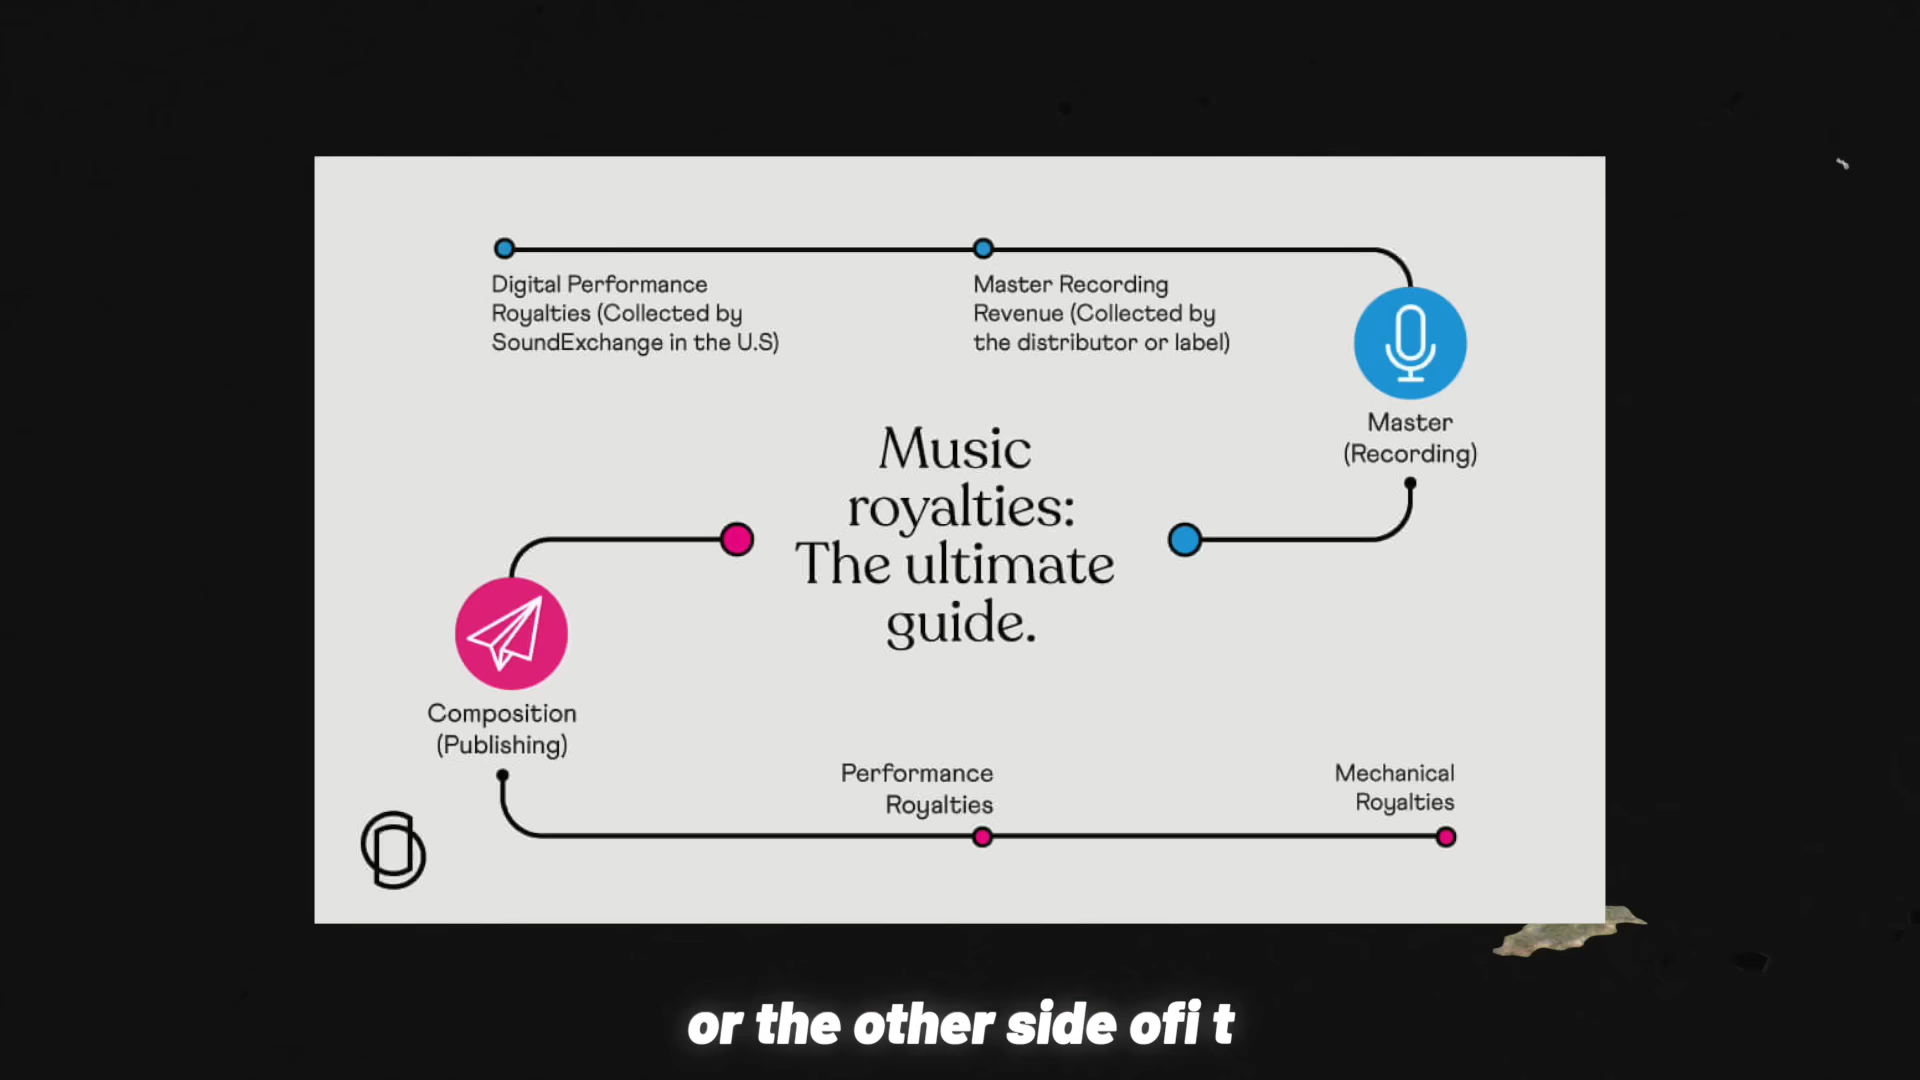 Digital Performance
Royalties (Collected by
SoundExchange in the U.S)
Master Recording
Revenue (Collected by
the distributor or label)
Master
(Recording)
Music
royalties:
The ultimate
guide.
Composition
(Publishing)
Performance
Royalties
Mechanical
Royalties
or the other side ofi t